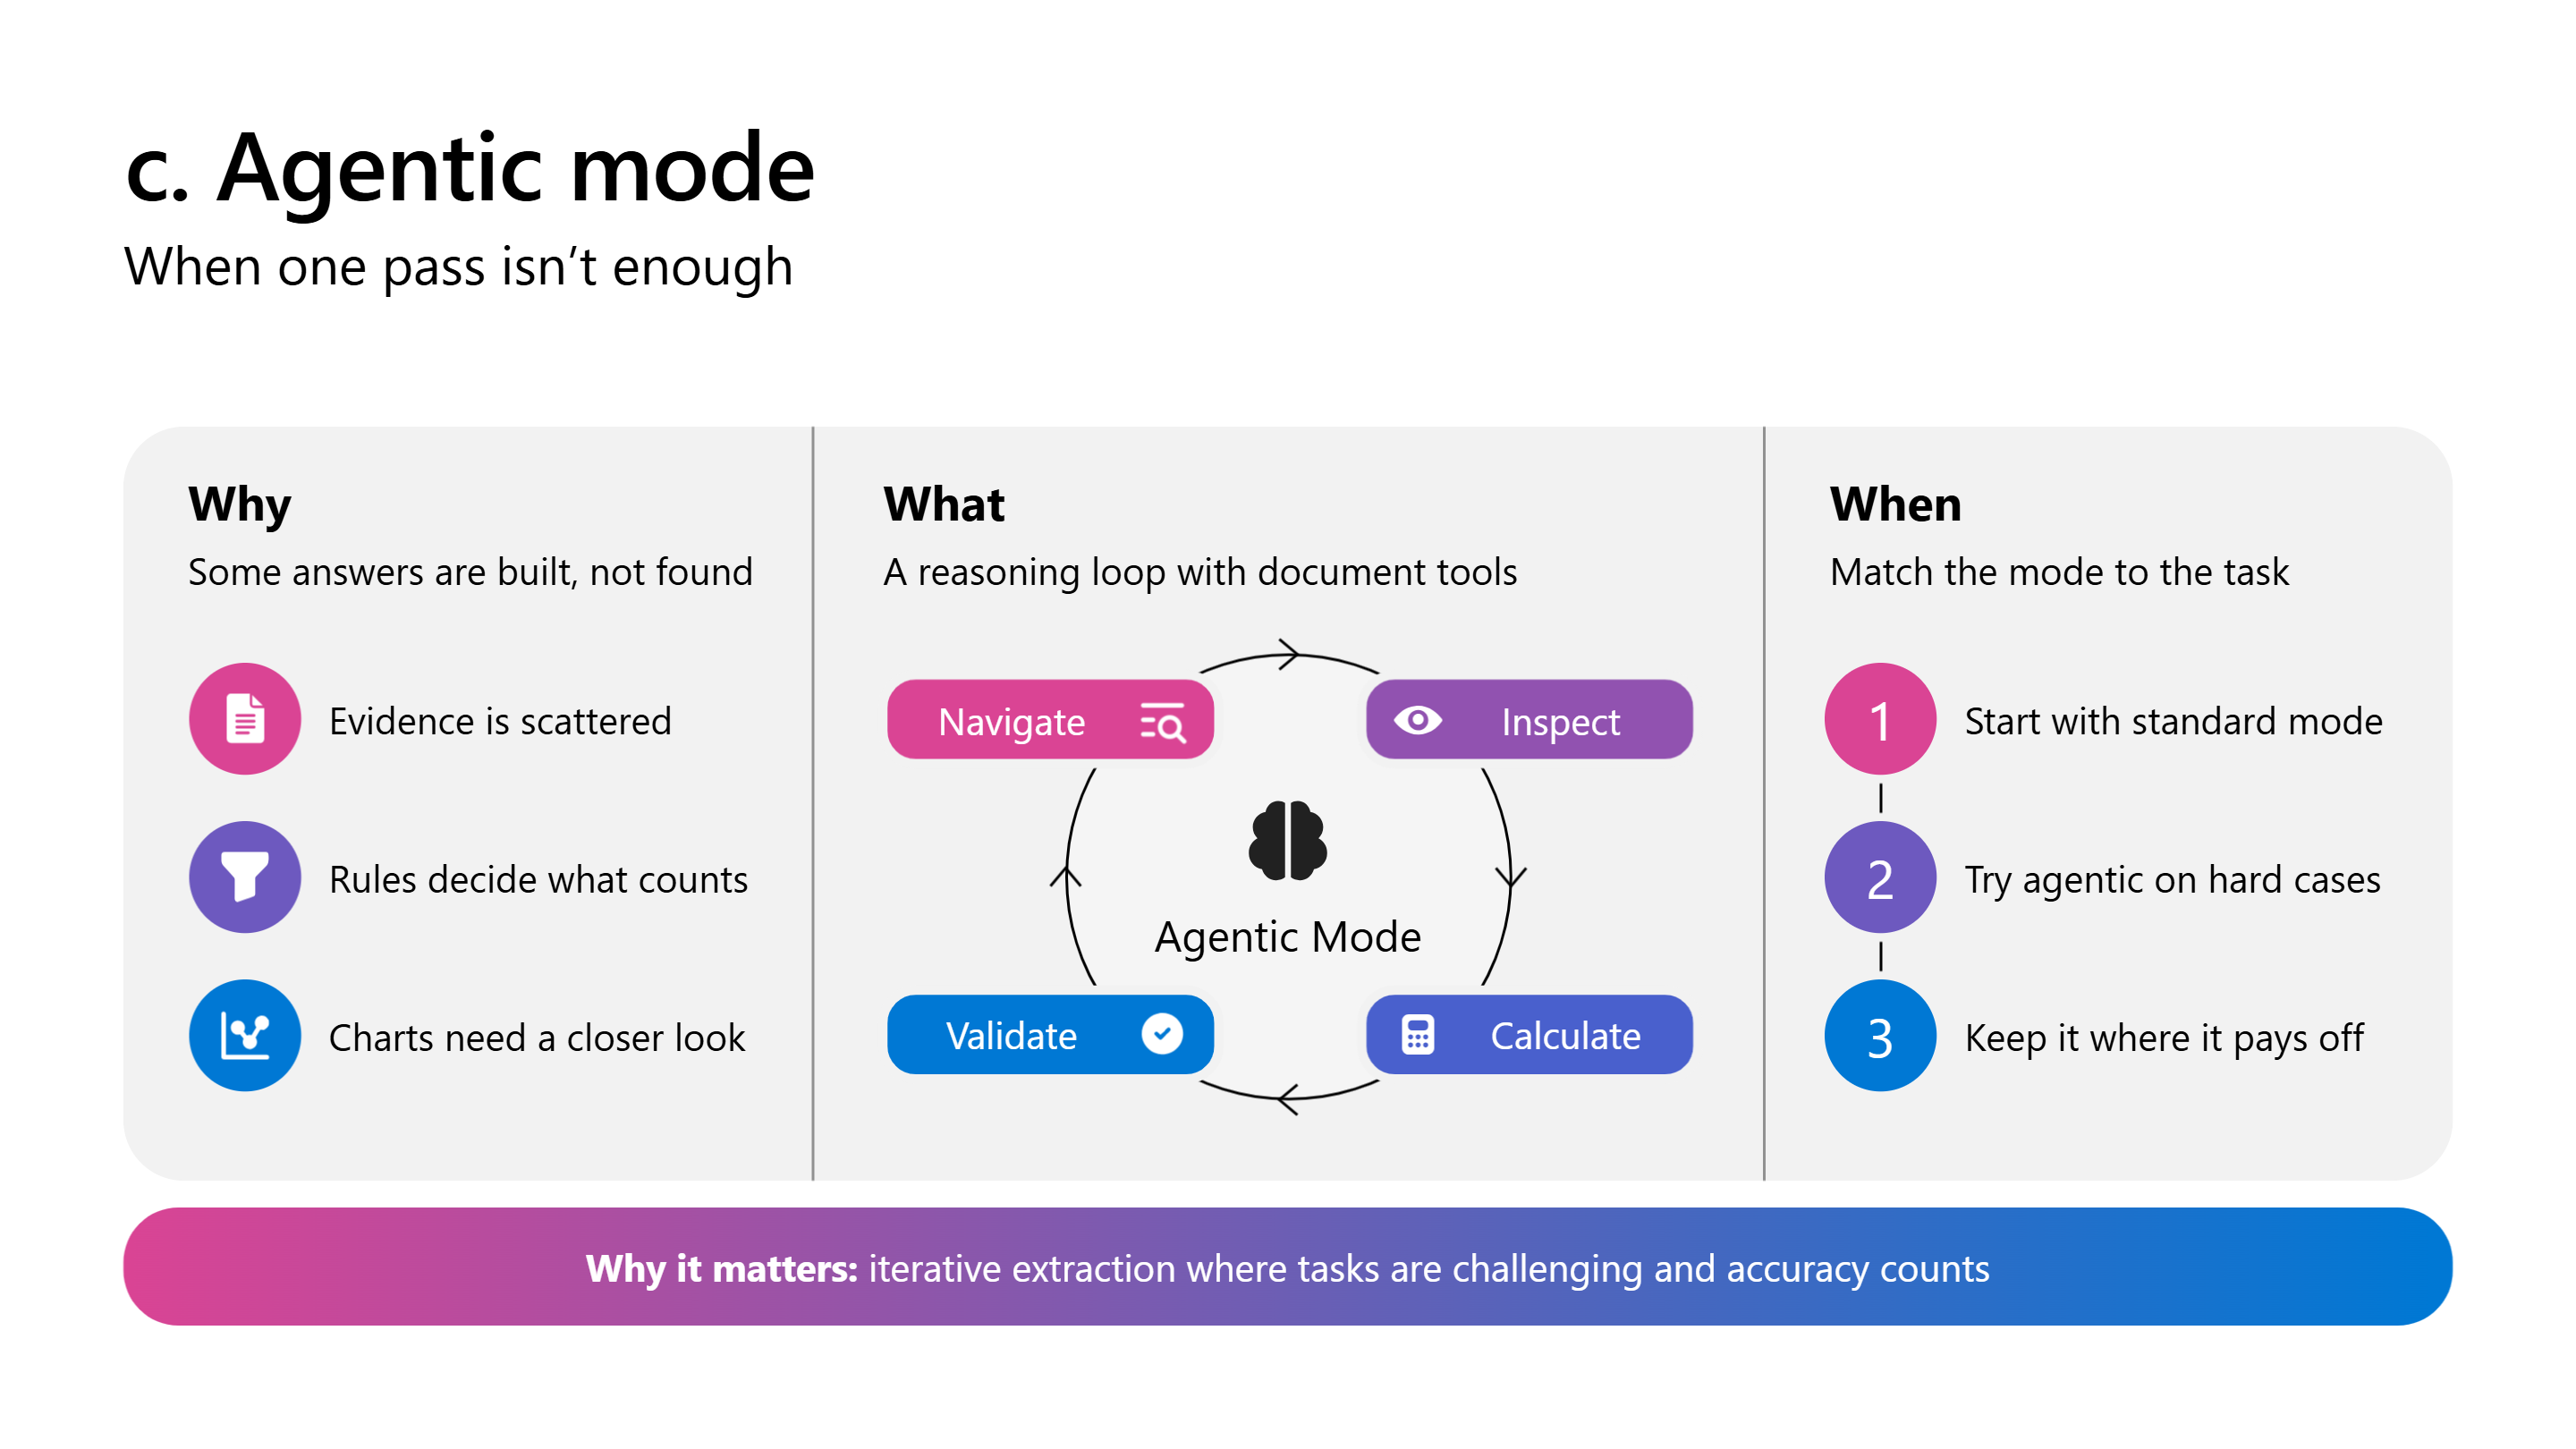 c. Agentic mode
When one pass isn’t enough
Why
Some answers are built, not found
Evidence is scattered
Rules decide what counts
Charts need a closer look
What
A reasoning loop with document tools
Navigate
Inspect
Agentic Mode
Validate
Calculate
When
Match the mode to the task
1 Start with standard mode
2 Try agentic on hard cases
3 Keep it where it pays off
Why it matters: iterative extraction where tasks are challenging and accuracy counts